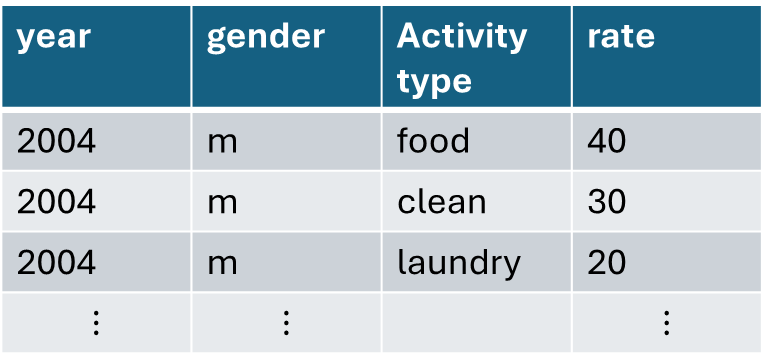 year gender Activity type rate
2004 m food 40
2004 m clean 30
2004 m laundry 20
⋮ ⋮ ⋮